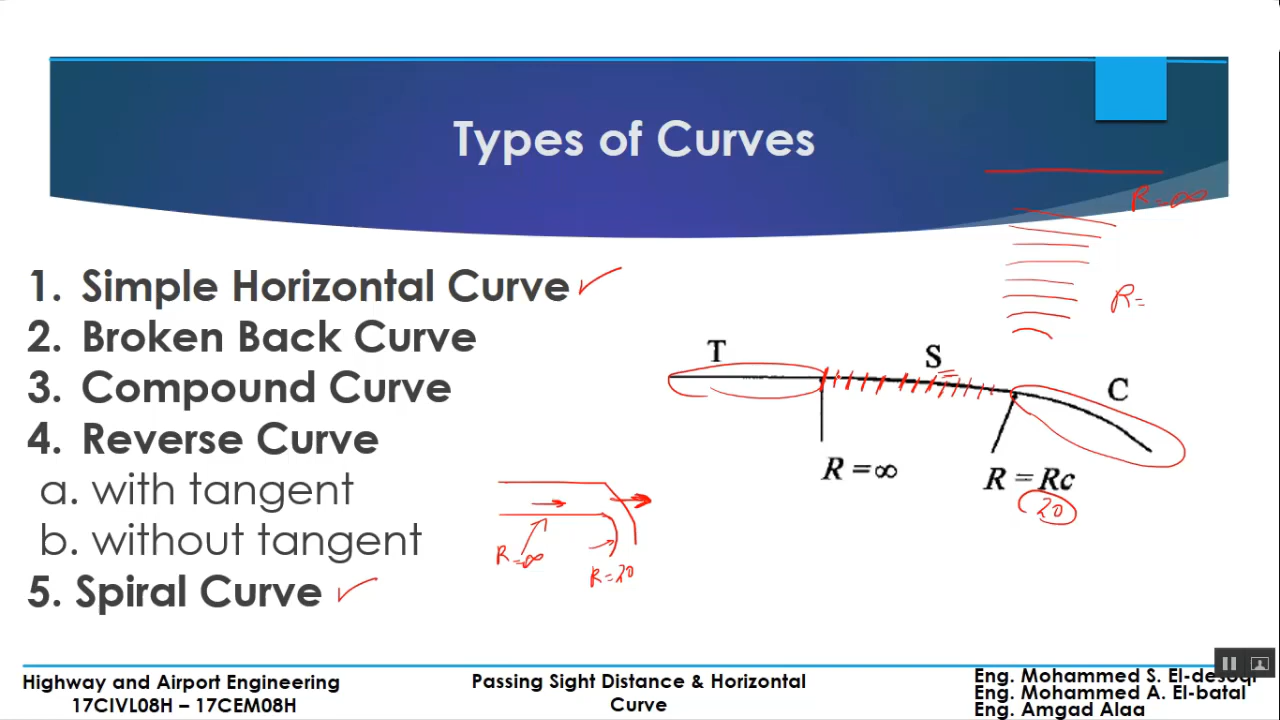 Types of Curves
R=∞
1. Simple Horizontal Curve
R=
2. Broken Back Curve
T
S
3. Compound Curve
C
4. Reverse Curve
R = ∞
R = Rc
a. with tangent
20
b. without tangent
R=∞
R=20
5. Spiral Curve
Highway and Airport Engineering
17CIVL08H – 17CEM08H
Passing Sight Distance & Horizontal
Curve
Eng. Mohammed S. El-desuqi
Eng. Mohammed A. El-batal
Eng. Amgad Alaa